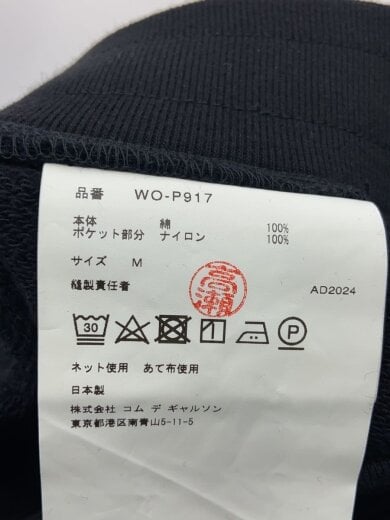 品番 WO-P917
本体 綿 100%
ポケット部分 ナイロン 100%
サイズ M
縫製責任者
AD2024
30
P
ネット使用 あて布使用
日本製
株式会社 コム デ ギャルソン
東京都港区南青山5-11-5